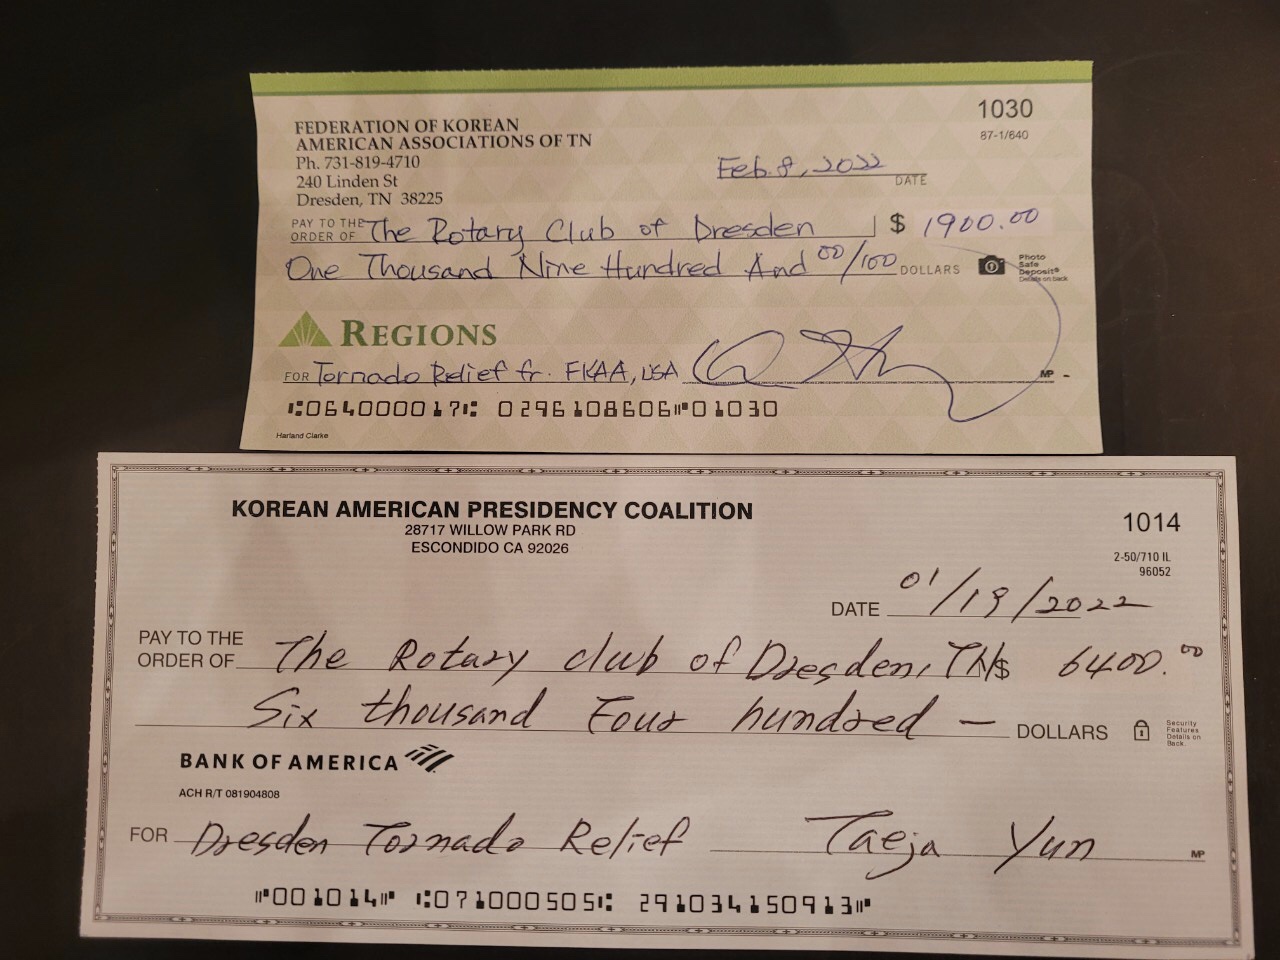 FEDERATION OF KOREAN
AMERICAN ASSOCIATIONS OF TN
Ph. 731-819-4710
240 Linden St
Dresden, TN 38225
1030
87-1/640
Feb. 8, 2022
DATE
PAY TO THE ORDER OF The Rotary Club of Dresden $ 1900.00
One Thousand Nine Hundred And 00/100 DOLLARS
Photo
Safe
Deposit®
Details on back
REGIONS
FOR Tornado Relief fr. FKAA, USA
MP
⑆064000017⑆ 0296108606⑈01030
Harland Clarke
KOREAN AMERICAN PRESIDENCY COALITION
28717 WILLOW PARK RD
ESCONDIDO CA 92026
1014
2-50/710 IL
96052
DATE 01/19/2022
PAY TO THE
ORDER OF The Rotary club of Dresden, TN $ 6400.00
Six thousand Four hundred — DOLLARS
Security
Features
Details on
Back.
BANK OF AMERICA
ACH R/T 081904808
FOR Dresden Tornado Relief Taeja Yun
MP
⑈001014⑈ ⑆071000505⑆ 291034150913⑈